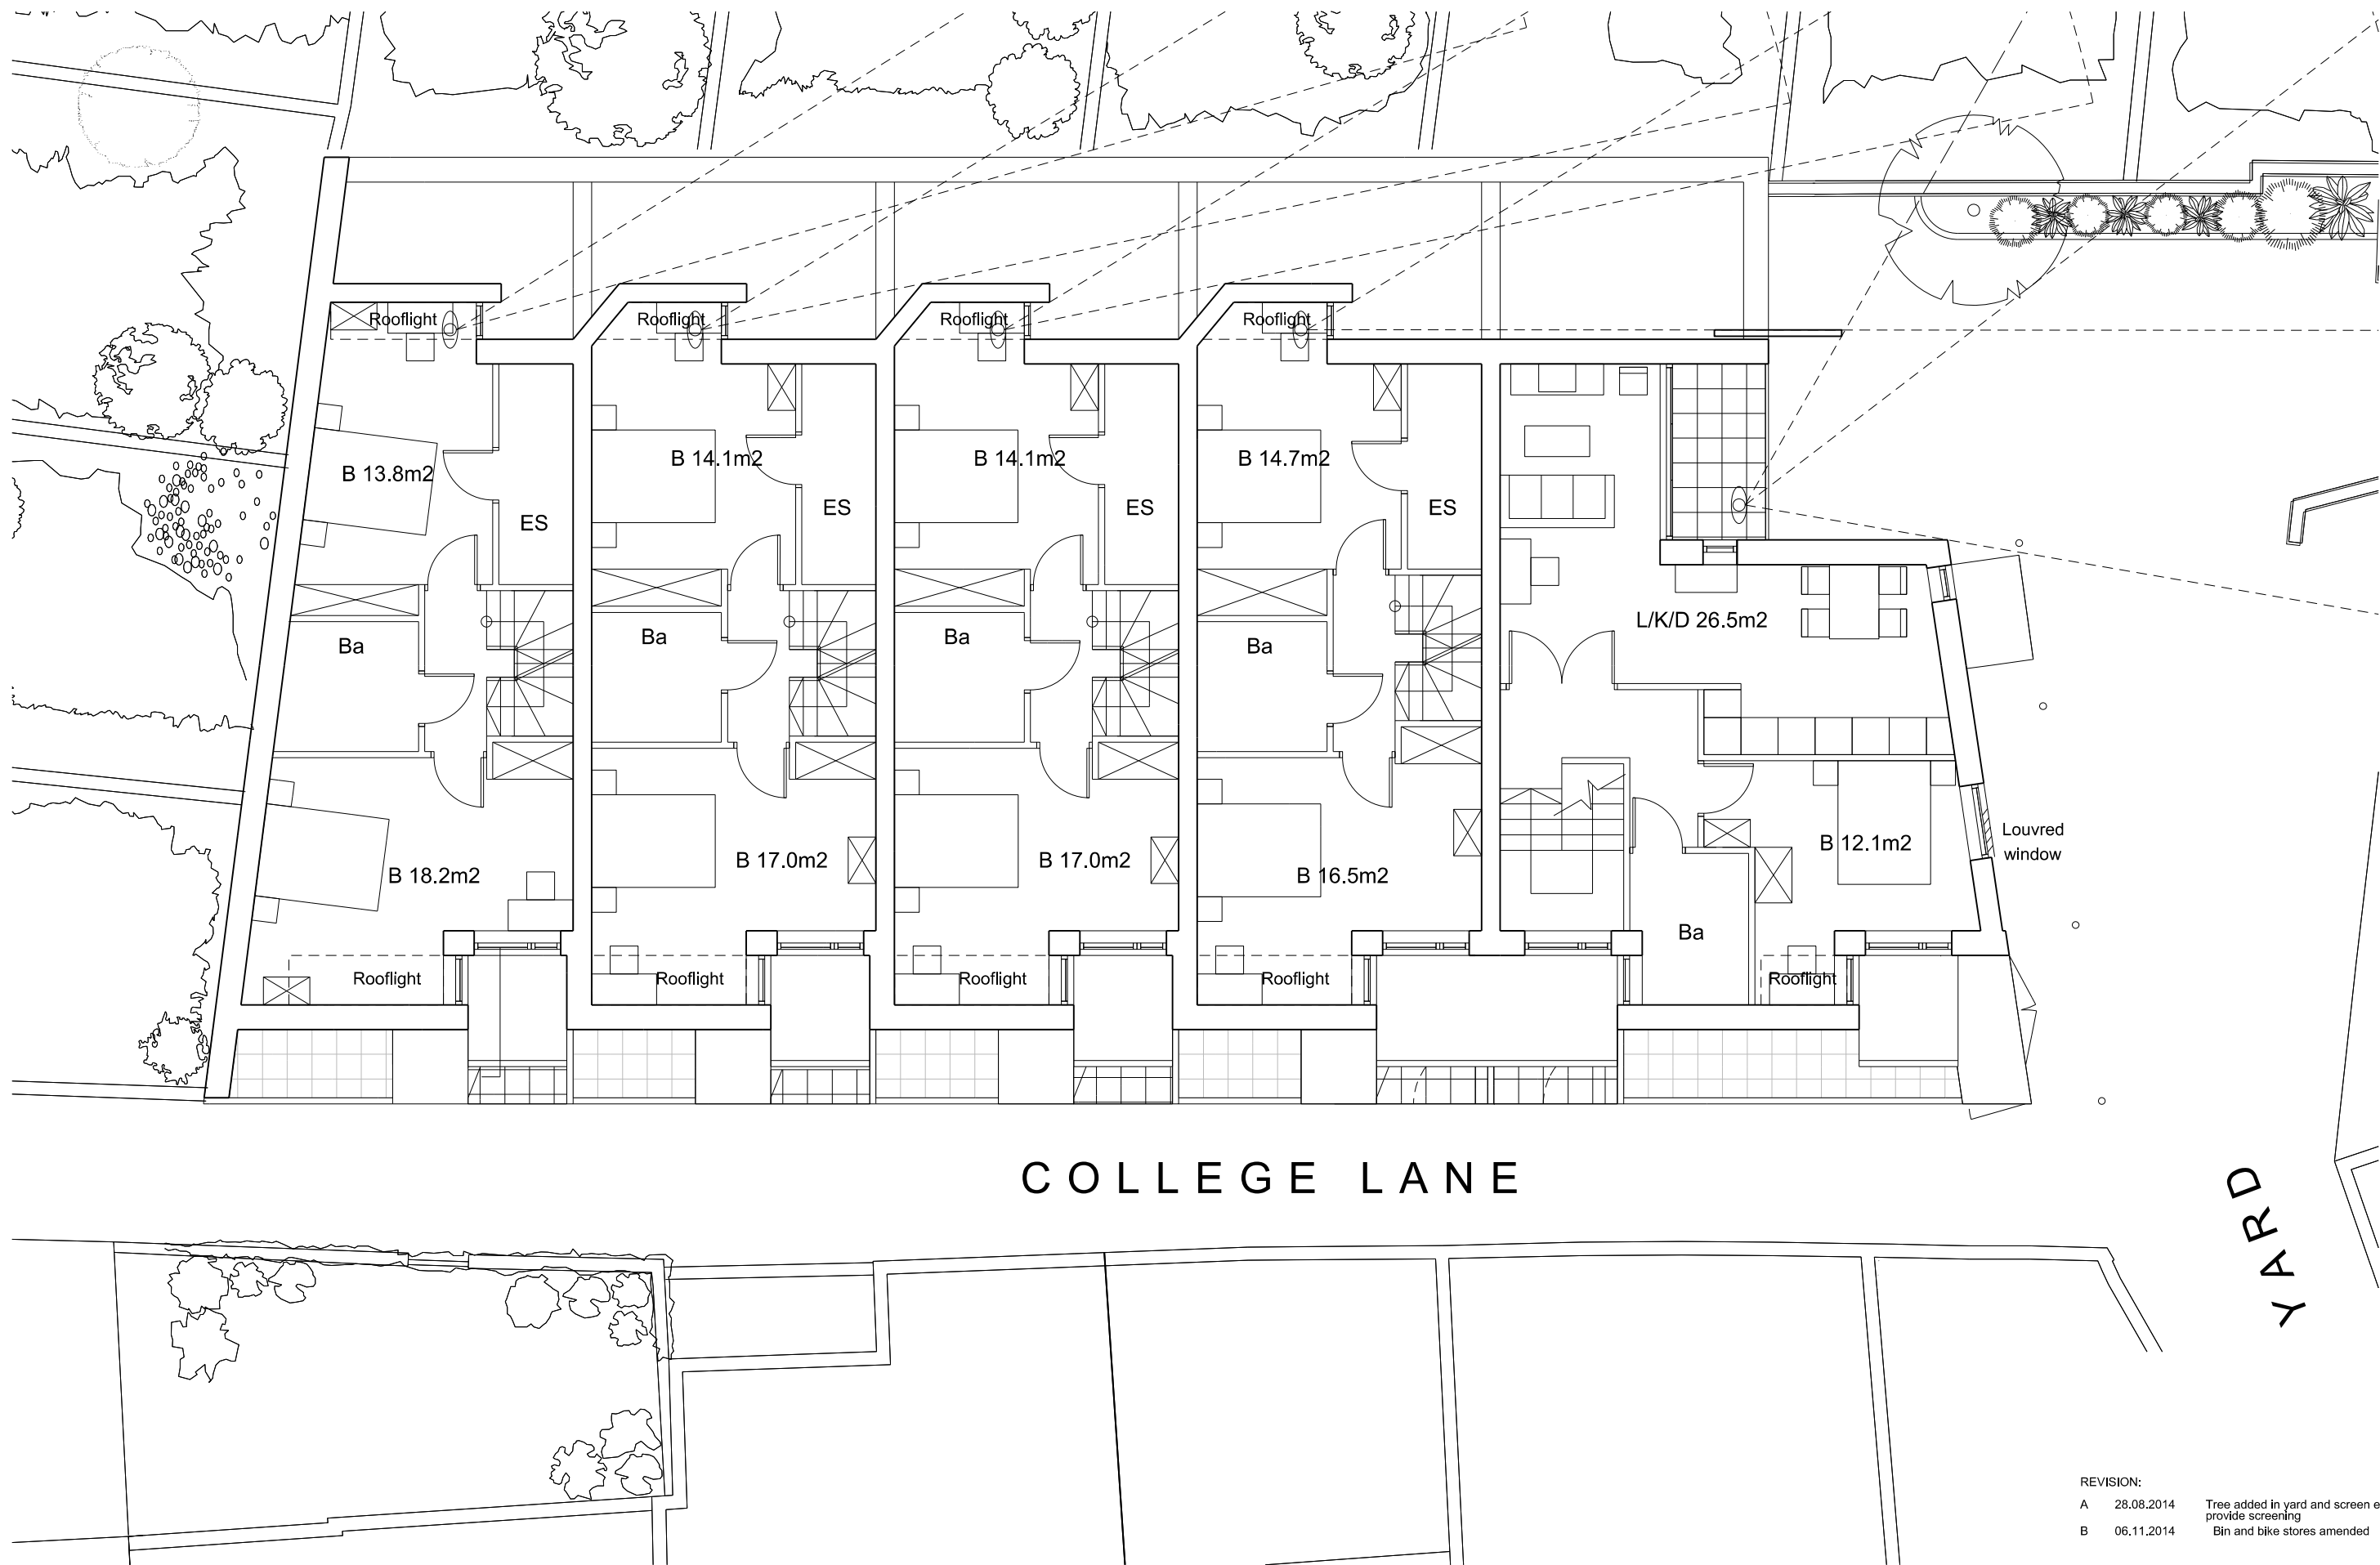 Rooflight
Rooflight
Rooflight
Rooflight
B 13.8m2
B 14.1m2
B 14.1m2
B 14.7m2
ES
ES
ES
ES
Ba
Ba
Ba
Ba
L/K/D 26.5m2
B 18.2m2
B 17.0m2
B 17.0m2
B 16.5m2
B 12.1m2
Louvred
window
Ba
Rooflight
Rooflight
Rooflight
Rooflight
Rooflight
COLLEGE LANE
YARD
REVISION:
A 28.08.2014 Tree added in yard and screen
provide screening
B 06.11.2014 Bin and bike stores amended